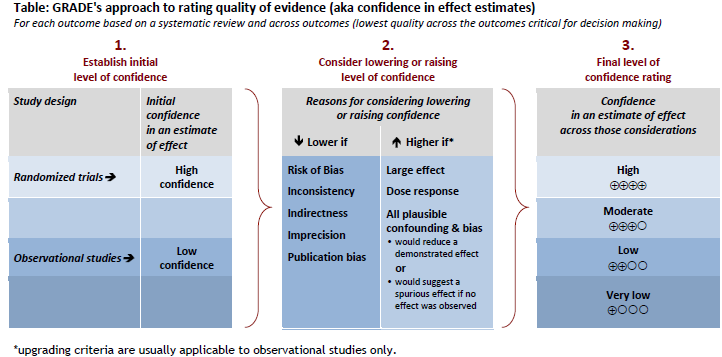 Table: GRADE's approach to rating quality of evidence (aka confidence in effect estimates)
For each outcome based on a systematic review and across outcomes (lowest quality across the outcomes critical for decision making)
1.
Establish initial
level of confidence
Study design
Initial
confidence
in an estimate
of effect
Randomized trials➔
High
confidence
Observational studies➔
Low
confidence
2.
Consider lowering or raising
level of confidence
Reasons for considering lowering
or raising confidence
🡻 Lower if
🡹 Higher if*
Risk of Bias
Inconsistency
Indirectness
Imprecision
Publication bias
Large effect
Dose response
All plausible
confounding & bias
• would reduce a
demonstrated effect
or
• would suggest a
spurious effect if no
effect was observed
3.
Final level of
confidence rating
Confidence
in an estimate of effect
across those considerations
High
⊕⊕⊕⊕
Moderate
⊕⊕⊕○
Low
⊕⊕○○
Very low
⊕○○○
*upgrading criteria are usually applicable to observational studies only.